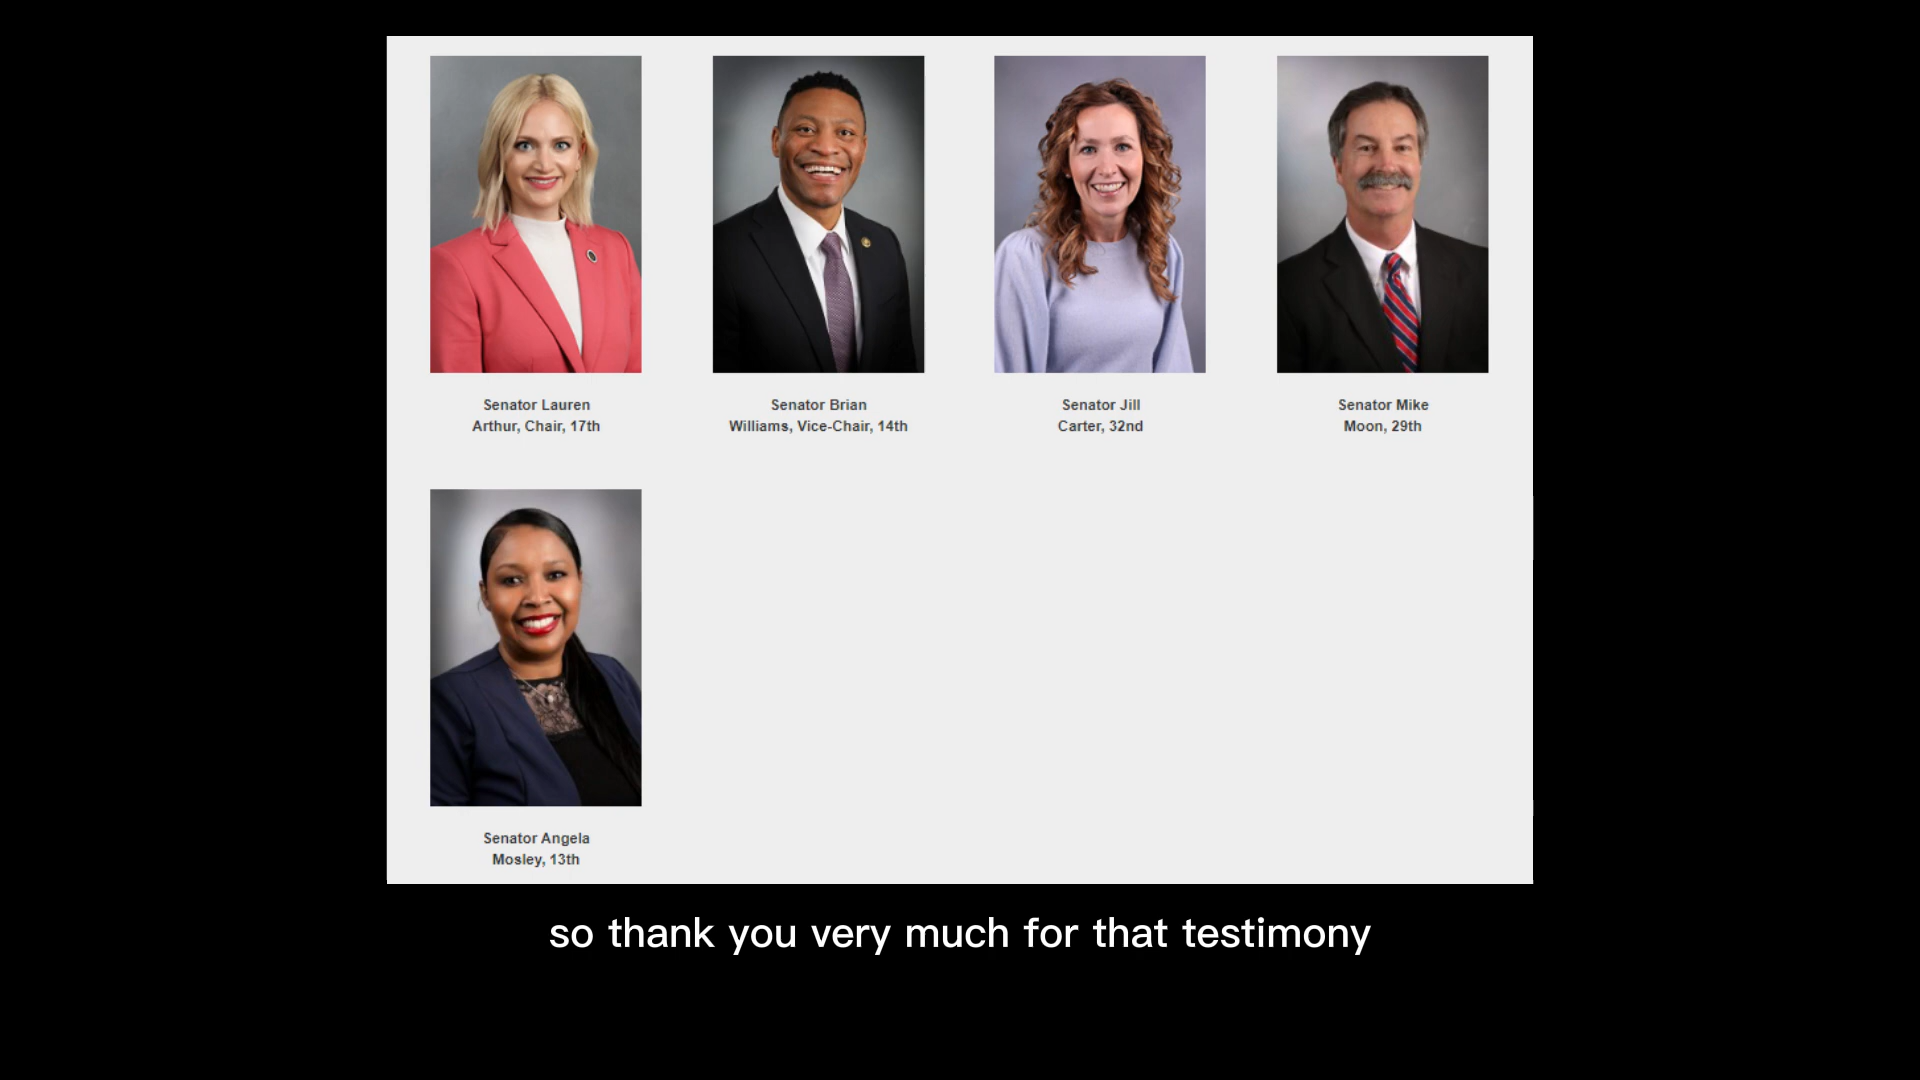 Senator Lauren
Arthur, Chair, 17th
Senator Brian
Williams, Vice-Chair, 14th
Senator Jill
Carter, 32nd
Senator Mike
Moon, 29th
Senator Angela
Mosley, 13th
so thank you very much for that testimony